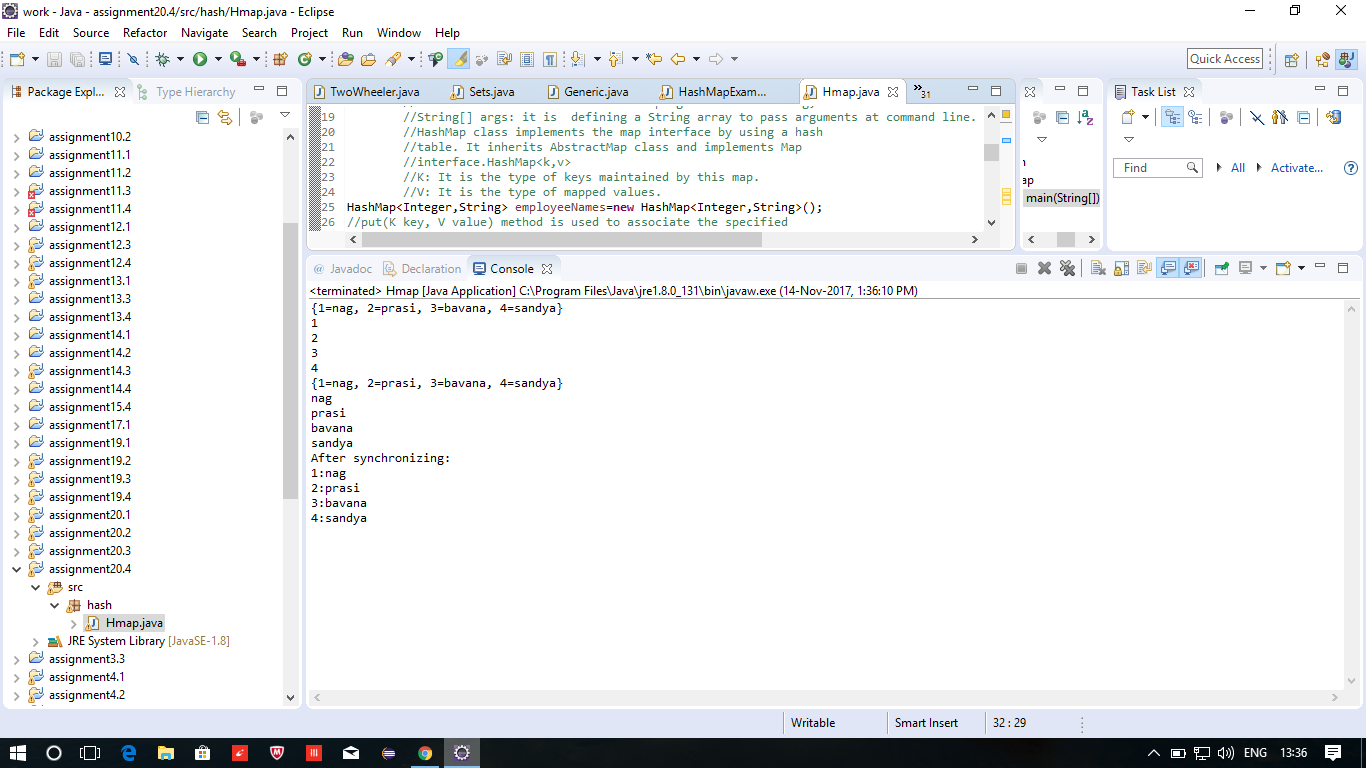 work - Java - assignment20.4/src/hash/Hmap.java - Eclipse
File Edit Source Refactor Navigate Search Project Run Window Help
Quick Access
Package Expl... Type Hierarchy
assignment10.2
assignment11.1
assignment11.2
assignment11.3
assignment11.4
assignment12.1
assignment12.3
assignment12.4
assignment13.1
assignment13.3
assignment13.4
assignment14.1
assignment14.2
assignment14.3
assignment14.4
assignment15.4
assignment17.1
assignment19.1
assignment19.2
assignment19.3
assignment19.4
assignment20.1
assignment20.2
assignment20.3
assignment20.4
src
hash
Hmap.java
JRE System Library [JavaSE-1.8]
assignment3.3
assignment4.1
assignment4.2
TwoWheeler.java Sets.java Generic.java HashMapExam... Hmap.java »31
19 //String[] args: it is  defining a String array to pass arguments at command line.
20 //HashMap class implements the map interface by using a hash
21 //table. It inherits AbstractMap class and implements Map
22 //interface.HashMap<k,v>
23 //K: It is the type of keys maintained by this map.
24 //V: It is the type of mapped values.
25 HashMap<Integer,String> employeeNames=new HashMap<Integer,String>();
26 //put(K key, V value) method is used to associate the specified
main(String[])
Task List
Find All Activate...
@ Javadoc Declaration Console
<terminated> Hmap [Java Application] C:\Program Files\Java\jre1.8.0_131\bin\javaw.exe (14-Nov-2017, 1:36:10 PM)
{1=nag, 2=prasi, 3=bavana, 4=sandya}
1
2
3
4
{1=nag, 2=prasi, 3=bavana, 4=sandya}
nag
prasi
bavana
sandya
After synchronizing:
1:nag
2:prasi
3:bavana
4:sandya
Writable Smart Insert 32 : 29
ENG 13:36